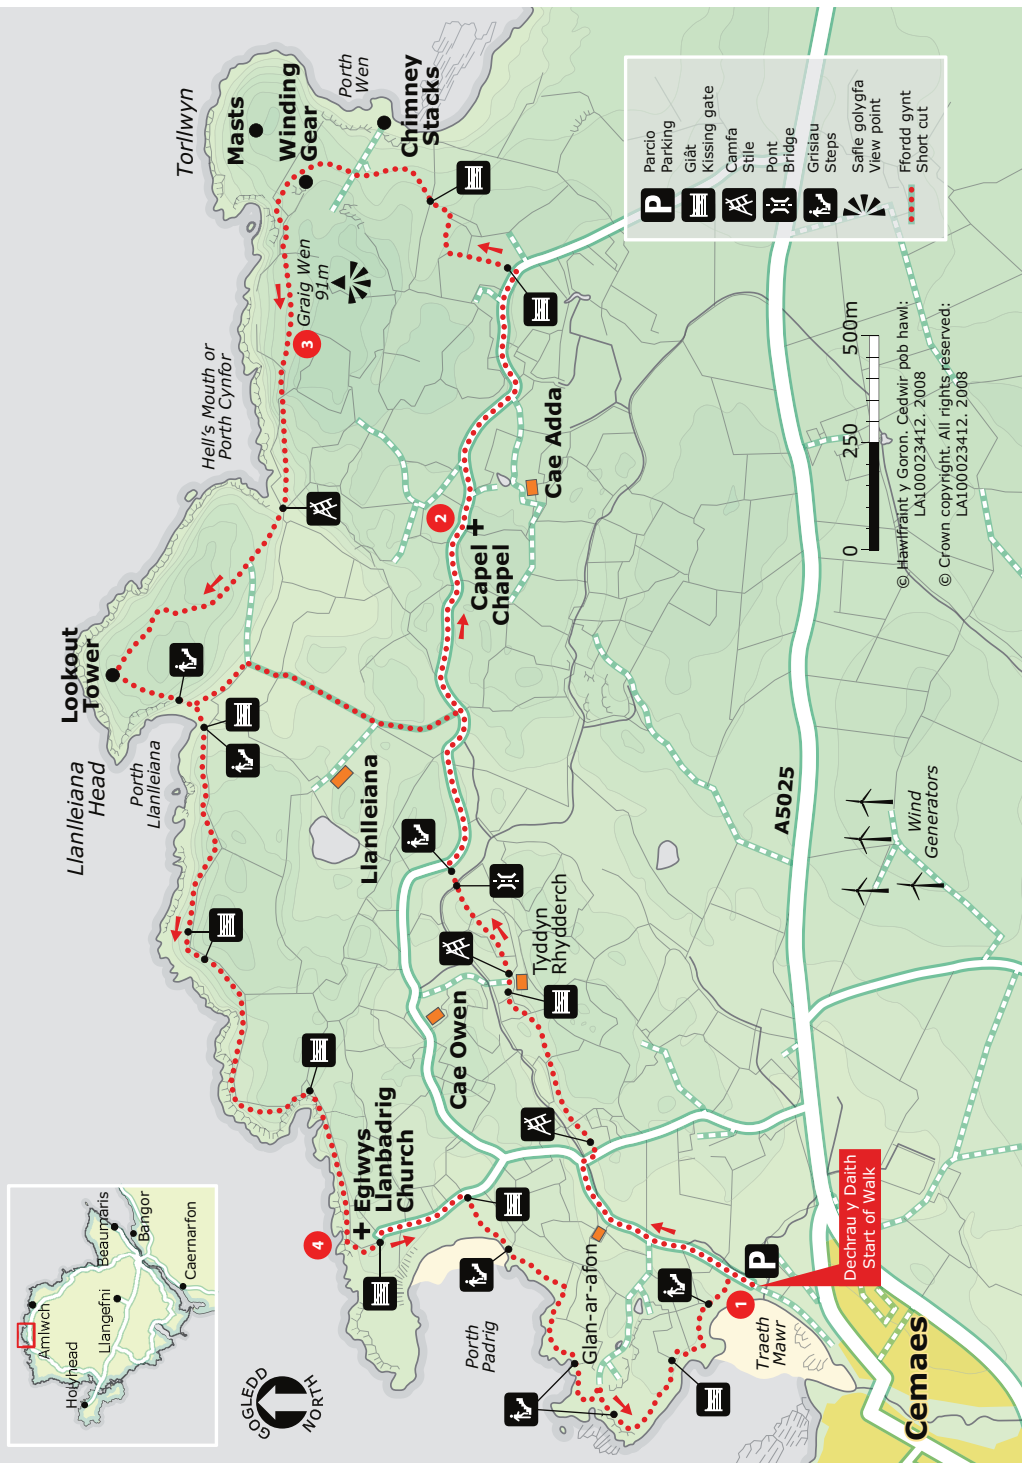 Torllwyn
Masts
Winding
Gear
Porth
Wen
Chimney
Stacks
Graig Wen
91m
3
Hell's Mouth or
Porth Cynfor
Lookout
Tower
Llanlleiana
Head
Porth
Llanlleiana
Llanlleiana
2
Capel
Chapel
Cae Adda
Tyddyn
Rhydderch
Cae Owen
4
Eglwys
Llanbadrig
Church
Porth
Padrig
Glan-ar-afon
1
Traeth
Mawr
P
Dechrau y Daith
Start of Walk
Cemaes
A5025
Wind
Generators
P
Parcio
Parking
Giât
Kissing gate
Camfa
Stile
Pont
Bridge
Grisiau
Steps
Safle golygfa
View point
Ffordd gynt
Short cut
0 250 500m
© Hawlfraint y Goron. Cedwir pob hawl:
LA100023412. 2008
© Crown copyright. All rights reserved:
LA100023412. 2008
Holyhead
Amlwch
Llangefni
Beaumaris
Bangor
Caernarfon
GOGLEDD
NORTH